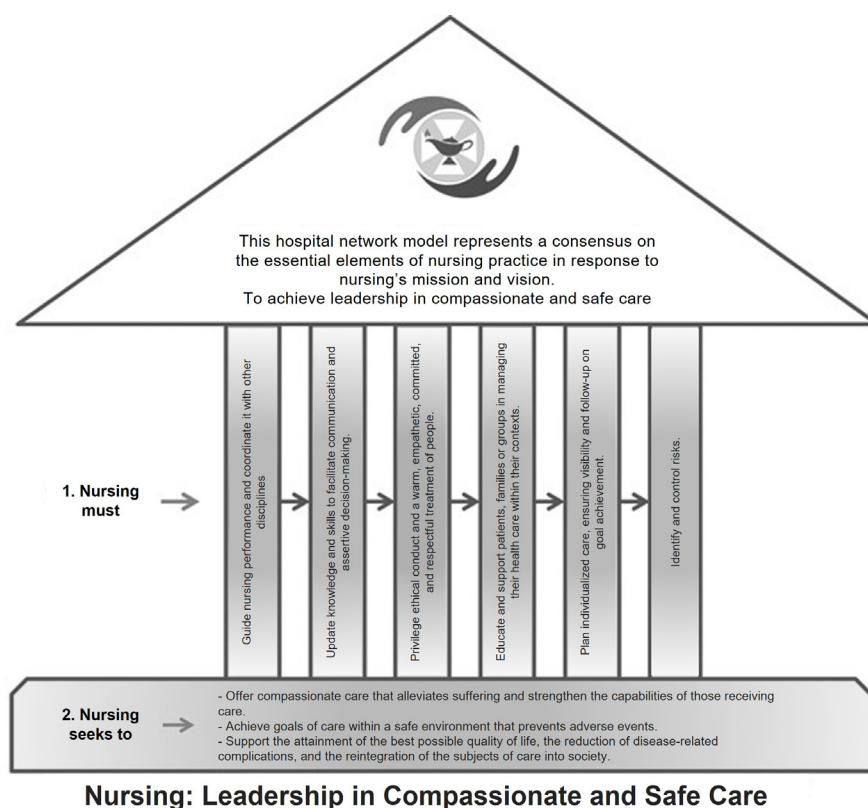 This hospital network model represents a consensus on
the essential elements of nursing practice in response to
nursing's mission and vision.
To achieve leadership in compassionate and safe care
1. Nursing
must
Guide nursing performance and coordinate it with other
disciplines
Update knowledge and skills to facilitate communication and
assertive decision-making.
Privilege ethical conduct and a warm, empathetic, committed,
and respectful treatment of people.
Educate and support patients, families or groups in managing
their health care within their contexts.
Plan individualized care, ensuring visibility and follow-up on
goal achievement.
Identify and control risks.
2. Nursing
seeks to
- Offer compassionate care that alleviates suffering and strengthen the capabilities of those receiving
care.
- Achieve goals of care within a safe environment that prevents adverse events.
- Support the attainment of the best possible quality of life, the reduction of disease-related
complications, and the reintegration of the subjects of care into society.
Nursing: Leadership in Compassionate and Safe Care